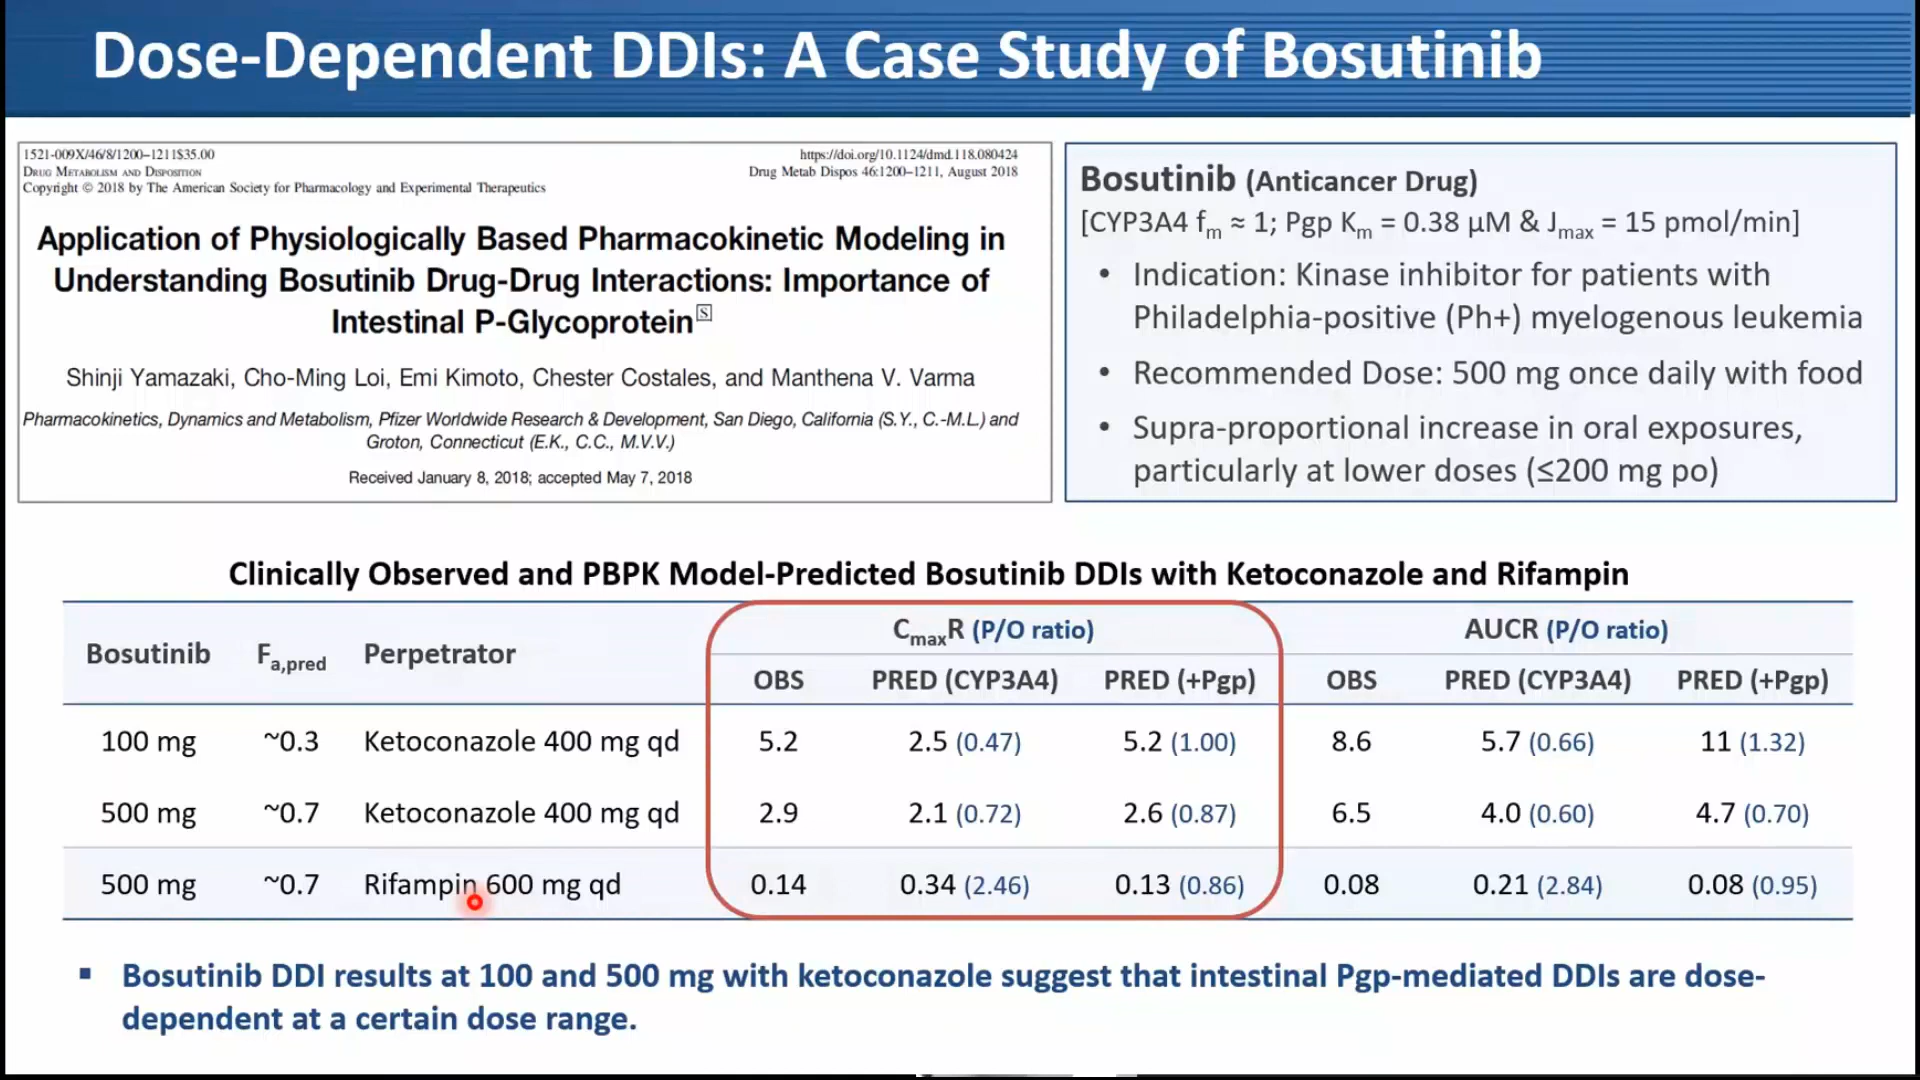 Dose-Dependent DDIs: A Case Study of Bosutinib
1521-009X/46/8/1200–1211$35.00
https://doi.org/10.1124/dmd.118.080424
Drug Metabolism and Disposition
Drug Metab Dispos 46:1200–1211, August 2018
Copyright © 2018 by The American Society for Pharmacology and Experimental Therapeutics
Application of Physiologically Based Pharmacokinetic Modeling in
Understanding Bosutinib Drug-Drug Interactions: Importance of
Intestinal P-Glycoprotein[S]
Shinji Yamazaki, Cho-Ming Loi, Emi Kimoto, Chester Costales, and Manthena V. Varma
Pharmacokinetics, Dynamics and Metabolism, Pfizer Worldwide Research & Development, San Diego, California (S.Y., C.-M.L.) and
Groton, Connecticut (E.K., C.C., M.V.V.)
Received January 8, 2018; accepted May 7, 2018
Bosutinib (Anticancer Drug)
[CYP3A4 fm ≈ 1; Pgp Km = 0.38 µM & Jmax = 15 pmol/min]
• Indication: Kinase inhibitor for patients with
Philadelphia-positive (Ph+) myelogenous leukemia
• Recommended Dose: 500 mg once daily with food
• Supra-proportional increase in oral exposures,
particularly at lower doses (≤200 mg po)
Clinically Observed and PBPK Model-Predicted Bosutinib DDIs with Ketoconazole and Rifampin
Bosutinib Fa,pred Perpetrator CmaxR (P/O ratio) AUCR (P/O ratio)
OBS PRED (CYP3A4) PRED (+Pgp) OBS PRED (CYP3A4) PRED (+Pgp)
100 mg ~0.3 Ketoconazole 400 mg qd 5.2 2.5 (0.47) 5.2 (1.00) 8.6 5.7 (0.66) 11 (1.32)
500 mg ~0.7 Ketoconazole 400 mg qd 2.9 2.1 (0.72) 2.6 (0.87) 6.5 4.0 (0.60) 4.7 (0.70)
500 mg ~0.7 Rifampin 600 mg qd 0.14 0.34 (2.46) 0.13 (0.86) 0.08 0.21 (2.84) 0.08 (0.95)
▪ Bosutinib DDI results at 100 and 500 mg with ketoconazole suggest that intestinal Pgp-mediated DDIs are dose-
dependent at a certain dose range.